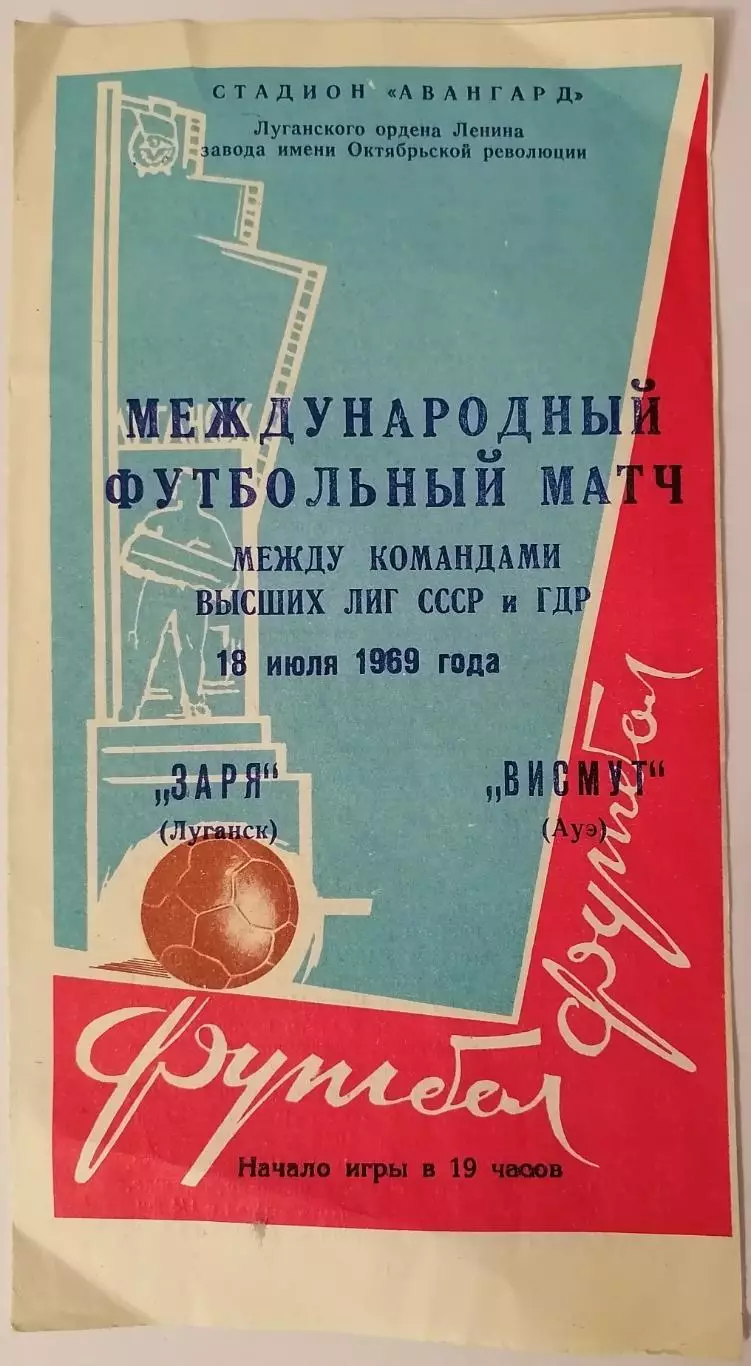 СТАДИОН «АВАНГАРД»
Луганского ордена Ленина
завода имени Октябрьской революции
МЕЖДУНАРОДНЫЙ
ФУТБОЛЬНЫЙ МАТЧ
МЕЖДУ КОМАНДАМИ
ВЫСШИХ ЛИГ СССР и ГДР
18 июля 1969 года
„ЗАРЯ“
(Луганск)
„ВИСМУТ“
(Ауэ)
Футбол
Футбол
Начало игры в 19 часов